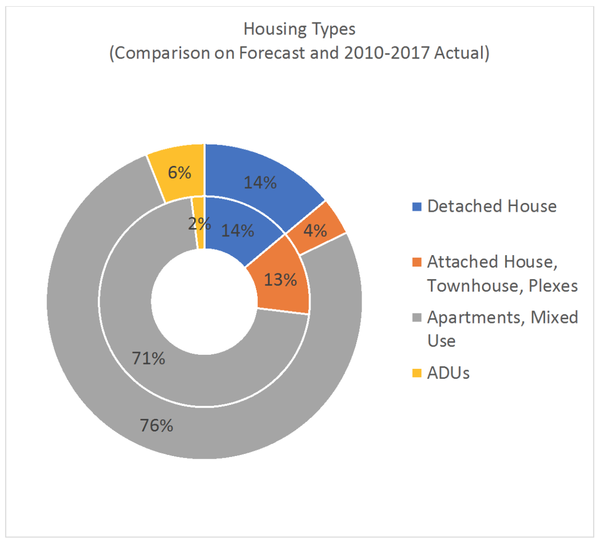 Housing Types
(Comparison on Forecast and 2010-2017 Actual)
6%
14%
2%
14%
4%
13%
71%
76%
Detached House
Attached House,
Townhouse, Plexes
Apartments, Mixed
Use
ADUs